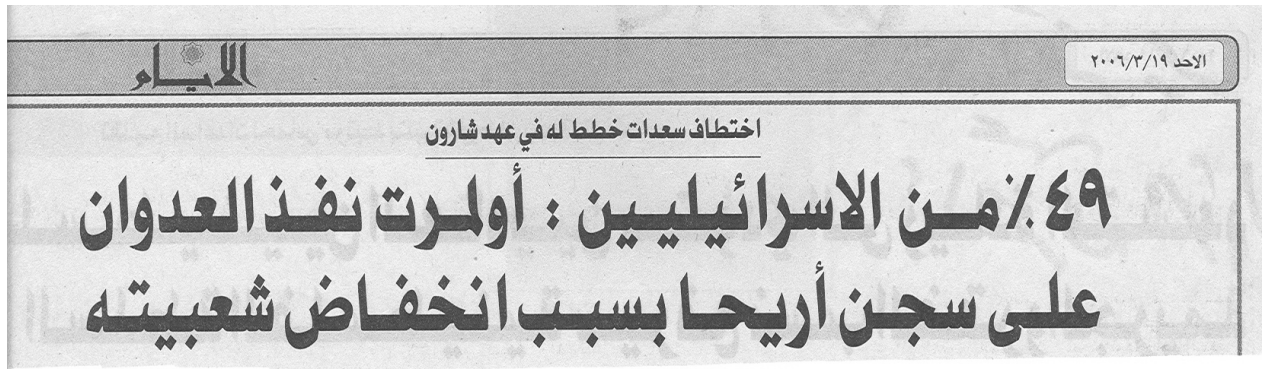 الاحد ٢٠٠٦/٣/١٩
الايام
اختطاف سعدات خطط له في عهد شارون
٤٩٪ من الاسرائيليين : أولمرت نفذ العدوان
على سجن أريحا بسبب انخفاض شعبيته